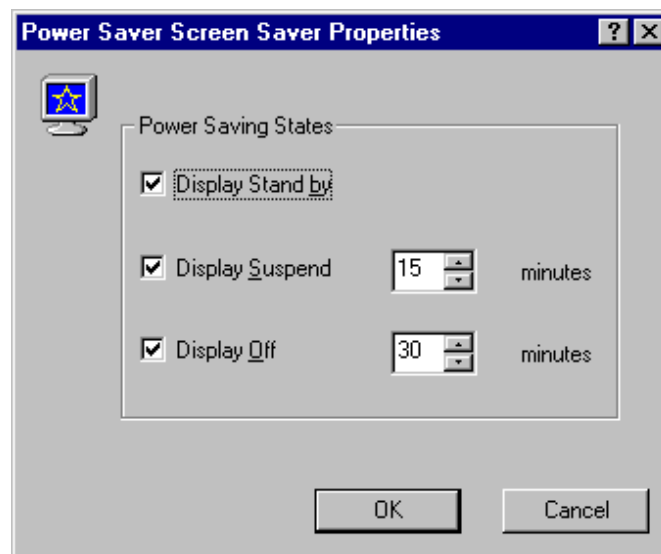 Power Saver Screen Saver Properties
Power Saving States
Display Stand by
Display Suspend 15 minutes
Display Off 30 minutes
OK Cancel